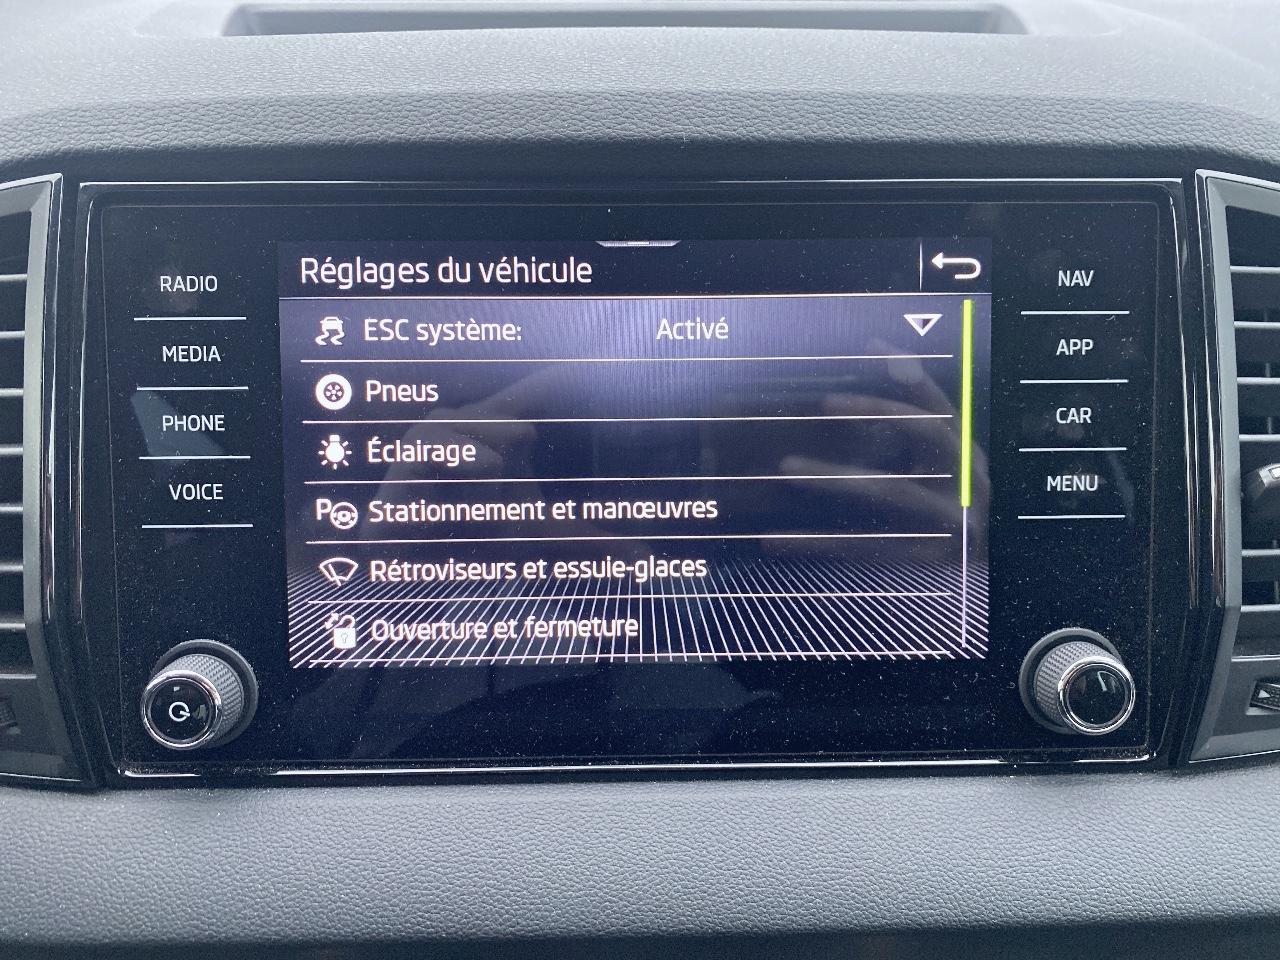 RADIO
MEDIA
PHONE
VOICE
Réglages du véhicule
ESC système: Activé
Pneus
Éclairage
Stationnement et manœuvres
Rétroviseurs et essuie-glaces
Ouverture et fermeture
NAV
APP
CAR
MENU